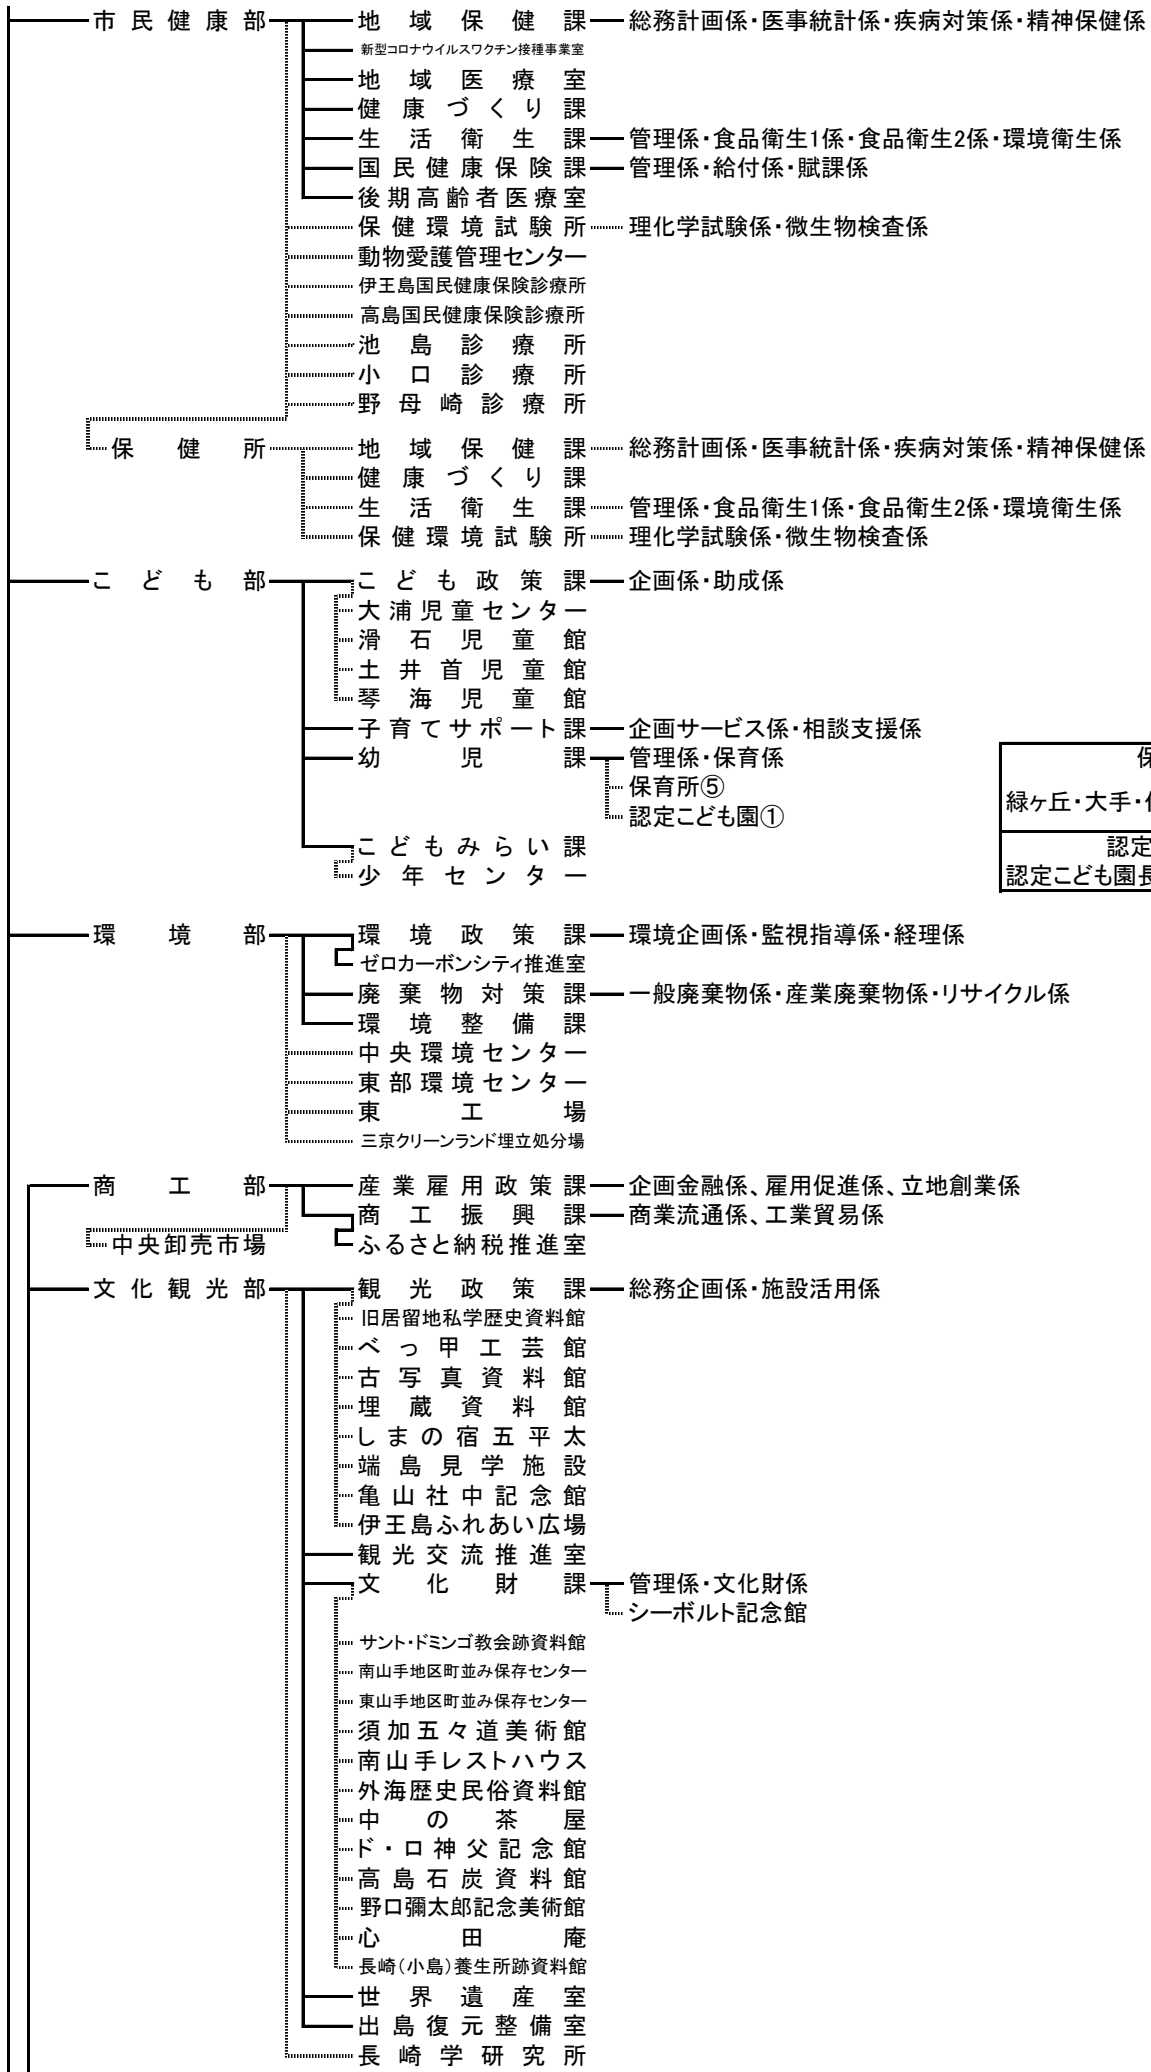 市民健康部 地域保健課 総務計画係・医事統計係・疾病対策係・精神保健係
新型コロナウイルスワクチン接種事業室
地域医療室
健康づくり課
生活衛生課 管理係・食品衛生1係・食品衛生2係・環境衛生係
国民健康保険課 管理係・給付係・賦課係
後期高齢者医療室
保健環境試験所 理化学試験係・微生物検査係
動物愛護管理センター
伊王島国民健康保険診療所
高島国民健康保険診療所
池島診療所
小口診療所
野母崎診療所
保健所 地域保健課 総務計画係・医事統計係・疾病対策係・精神保健係
健康づくり課
生活衛生課 管理係・食品衛生1係・食品衛生2係・環境衛生係
保健環境試験所 理化学試験係・微生物検査係
こども部 こども政策課 企画係・助成係
大浦児童センター
滑石児童館
土井首児童館
琴海児童館
子育てサポート課 企画サービス係・相談支援係
幼児課 管理係・保育係
保育所⑤
認定こども園①
保
緑ヶ丘・大手・
認定
認定こども園長
こどもみらい課
少年センター
環境部 環境政策課 環境企画係・監視指導係・経理係
ゼロカーボンシティ推進室
廃棄物対策課 一般廃棄物係・産業廃棄物係・リサイクル係
環境整備課
中央環境センター
東部環境センター
東工場
三京クリーンランド埋立処分場
商工部 産業雇用政策課 企画金融係、雇用促進係、立地創業係
商工振興課 商業流通係、工業貿易係
中央卸売市場 ふるさと納税推進室
文化観光部 観光政策課 総務企画係・施設活用係
旧居留地私学歴史資料館
べっ甲工芸館
古写真資料館
埋蔵資料館
しまの宿五平太
端島見学施設
亀山社中記念館
伊王島ふれあい広場
観光交流推進室
文化財課 管理係・文化財係
シーボルト記念館
サント・ドミンゴ教会跡資料館
南山手地区町並み保存センター
東山手地区町並み保存センター
須加五々道美術館
南山手レストハウス
外海歴史民俗資料館
中の茶屋
ド・ロ神父記念館
高島石炭資料館
野口彌太郎記念美術館
心田庵
長崎(小島)養生所跡資料館
世界遺産室
出島復元整備室
長崎学研究所